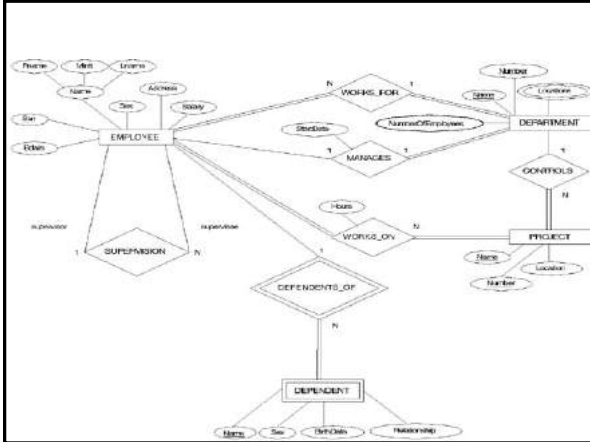 Fname Minit Lname
Number
Address
Name
N WORKS_FOR 1
Name Locations
Sex Salary
Ssn
StartDate NumberOfEmployees DEPARTMENT
EMPLOYEE
Bdate
1 MANAGES 1
1
CONTROLS
Hours N
supervisor supervisee
N
WORKS_ON PROJECT
1 SUPERVISION N
1
Name
Location
Number
DEPENDENTS_OF
N
DEPENDENT
Name Sex BirthDate Relationship